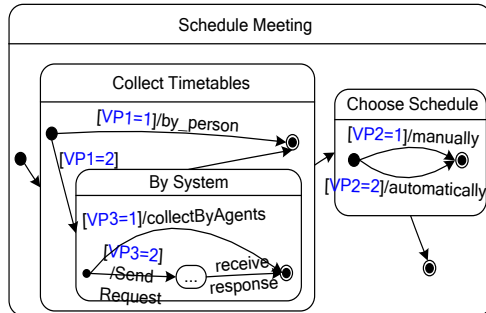 Schedule Meeting
Collect Timetables
[VP1=1]/by_person
[VP1=2]
By System
[VP3=1]/collectByAgents
[VP3=2]
/Send
Request
...
receive
response
Choose Schedule
[VP2=1]/manually
[VP2=2]/automatically